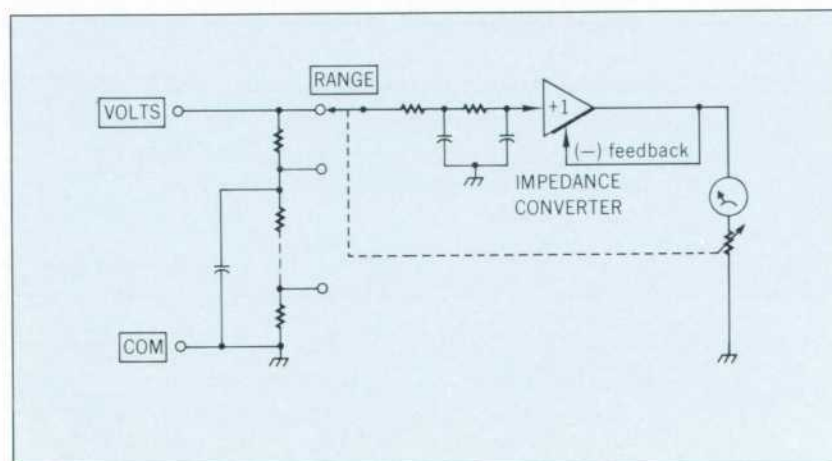 RANGE
VOLTS
+1
(—) feedback
IMPEDANCE
CONVERTER
COM